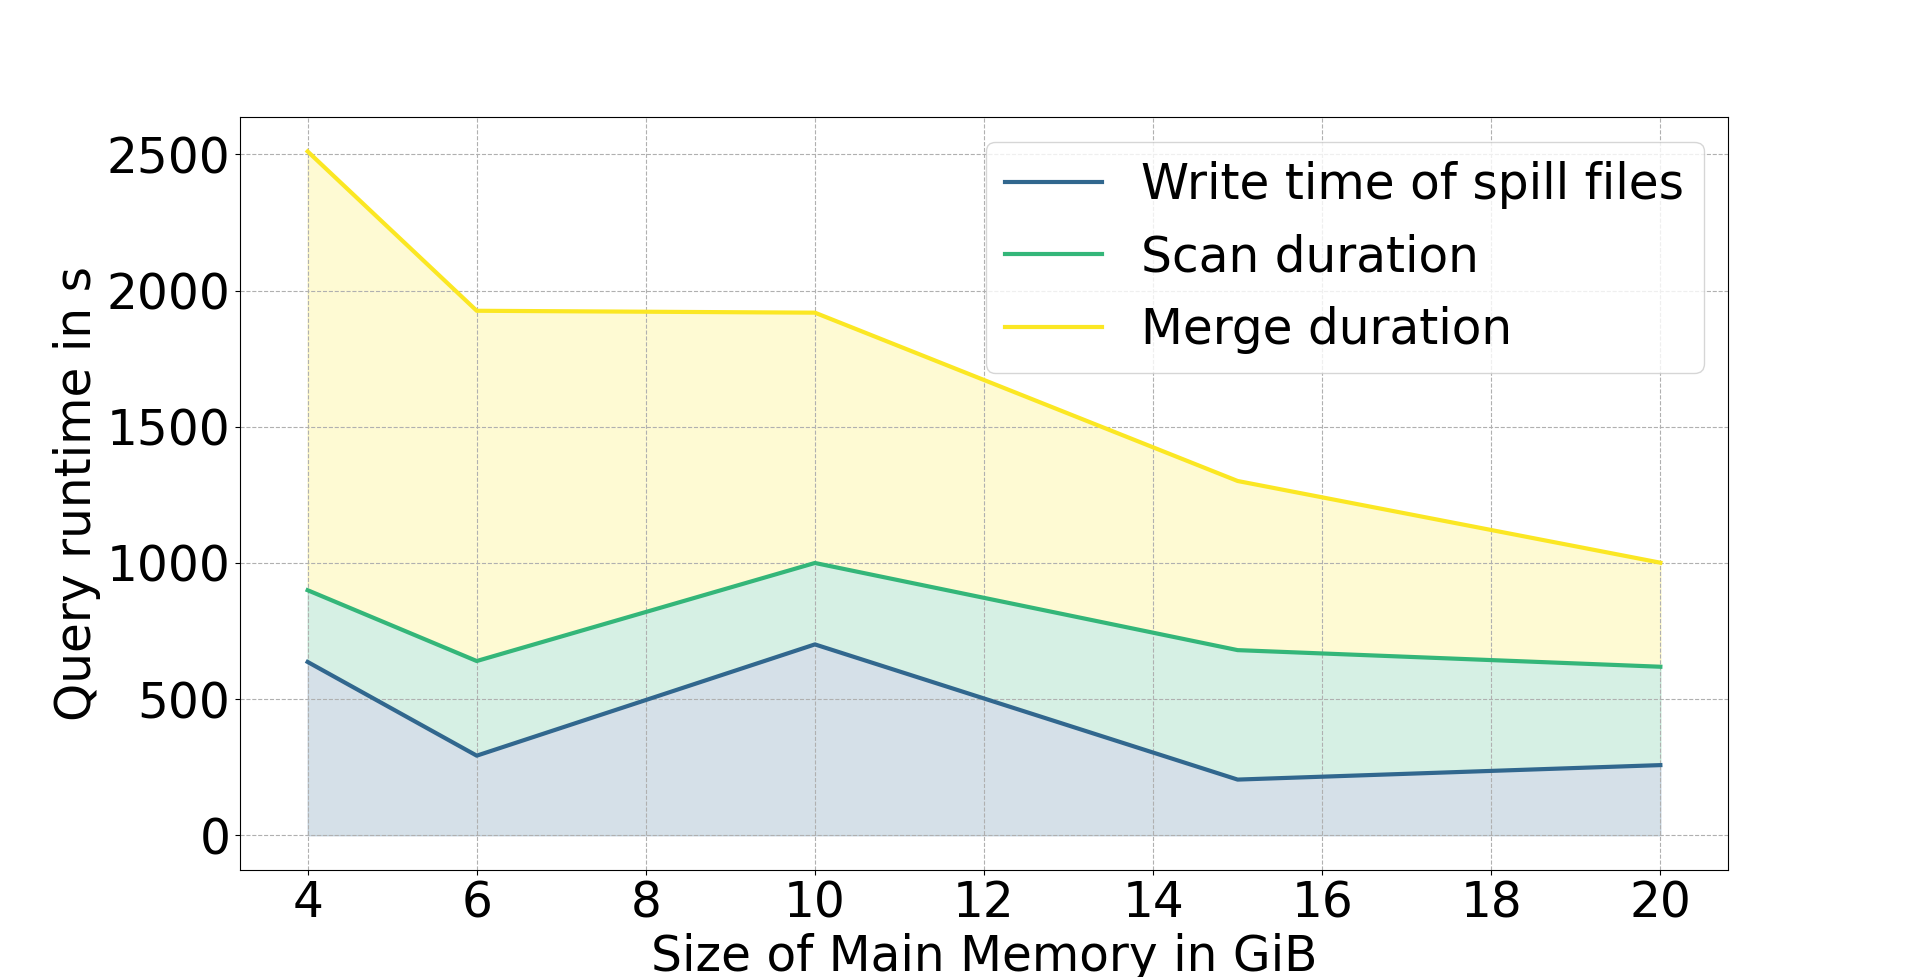 Write time of spill files
Scan duration
Merge duration
Query runtime in s
2500
2000
1500
1000
500
0
4 6 8 10 12 14 16 18 20
Size of Main Memory in GiB